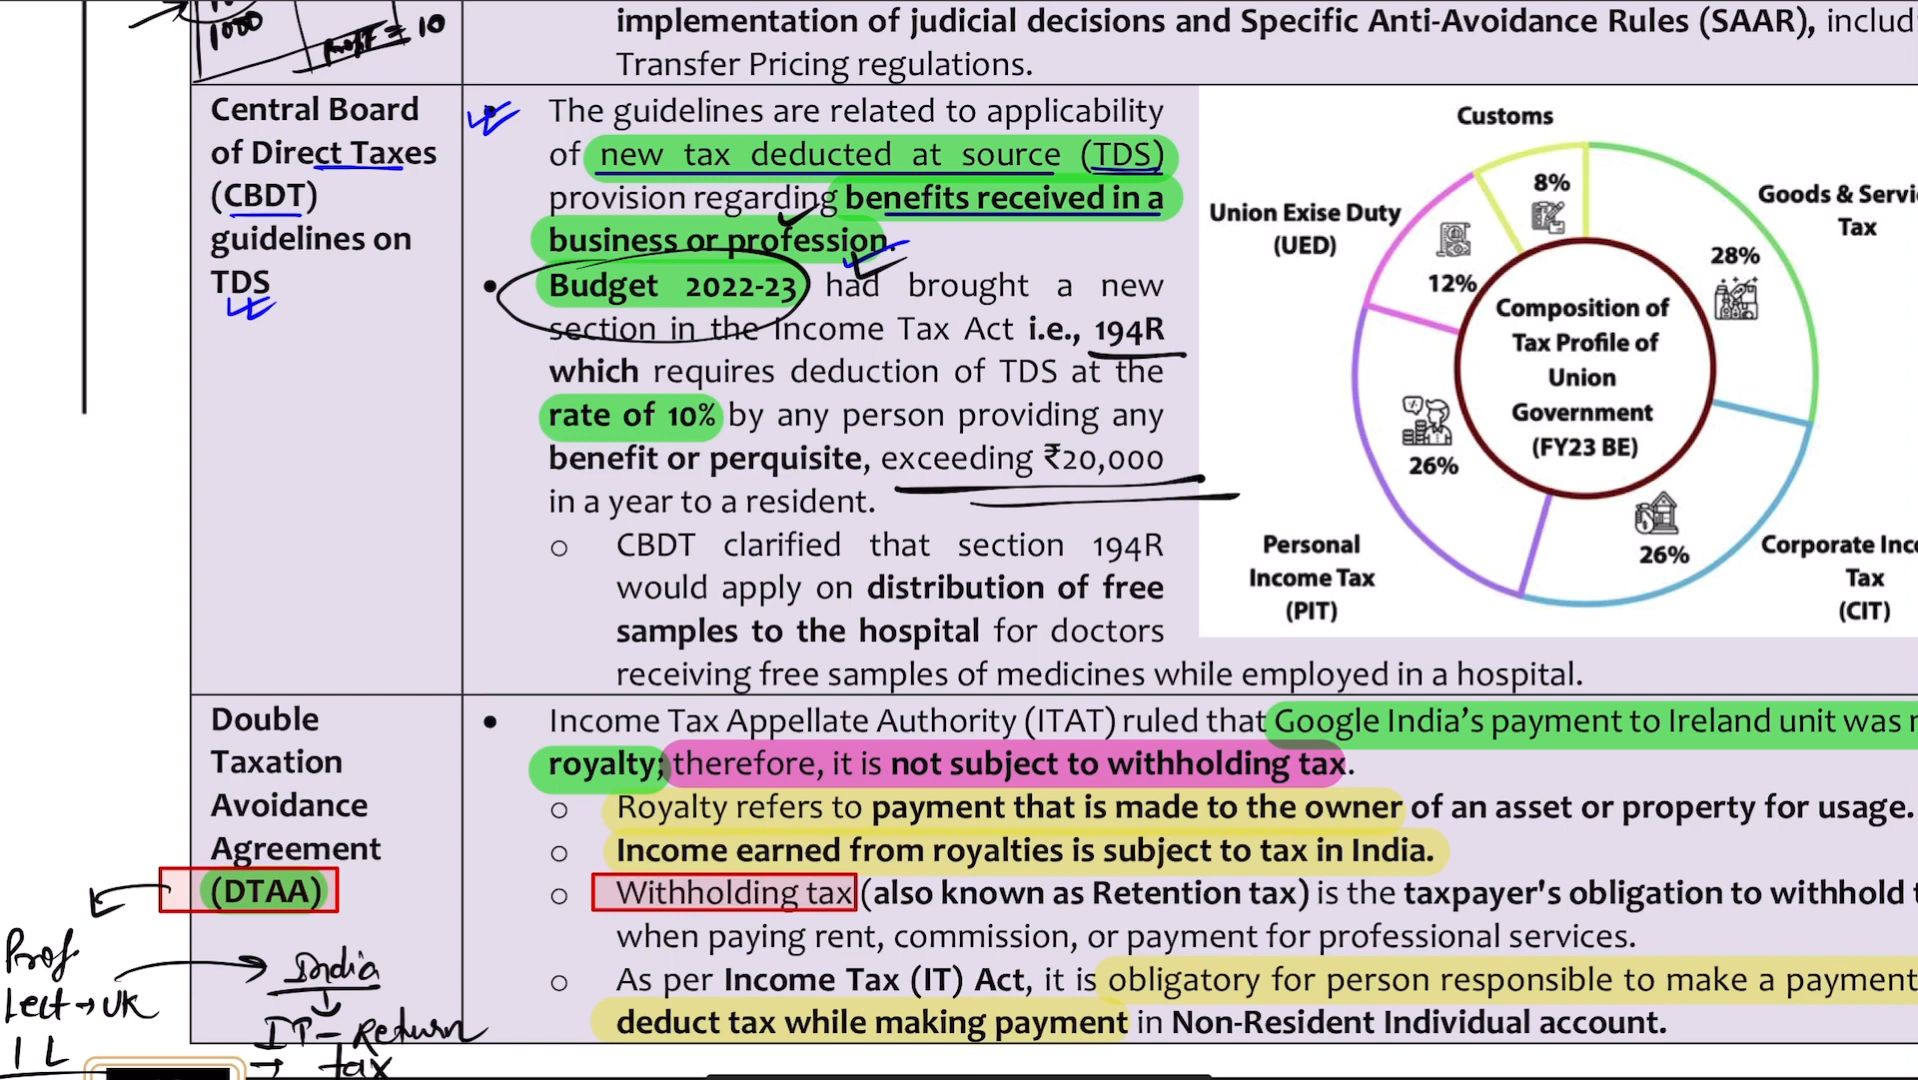 1000
Profit = 10
implementation of judicial decisions and Specific Anti-Avoidance Rules (SAAR), includ
Transfer Pricing regulations.
Central Board
of Direct Taxes
(CBDT)
guidelines on
TDS
• The guidelines are related to applicability
of new tax deducted at source (TDS)
provision regarding benefits received in a
business or profession.
• Budget 2022-23 had brought a new
section in the Income Tax Act i.e., 194R
which requires deduction of TDS at the
rate of 10% by any person providing any
benefit or perquisite, exceeding ₹20,000
in a year to a resident.
o CBDT clarified that section 194R
would apply on distribution of free
samples to the hospital for doctors
receiving free samples of medicines while employed in a hospital.
Customs
8%
Goods & Servi
Tax
28%
Union Exise Duty
(UED)
12%
Composition of
Tax Profile of
Union
Government
(FY23 BE)
26%
Personal
Income Tax
(PIT)
26%
Corporate Inc
Tax
(CIT)
Double
Taxation
Avoidance
Agreement
(DTAA)
• Income Tax Appellate Authority (ITAT) ruled that Google India's payment to Ireland unit was
royalty; therefore, it is not subject to withholding tax.
o Royalty refers to payment that is made to the owner of an asset or property for usage.
o Income earned from royalties is subject to tax in India.
o Withholding tax (also known as Retention tax) is the taxpayer's obligation to withhold
when paying rent, commission, or payment for professional services.
o As per Income Tax (IT) Act, it is obligatory for person responsible to make a payment
deduct tax while making payment in Non-Resident Individual account.
Prof
Lect → UK
1 L
India
IT - Return
→ tax